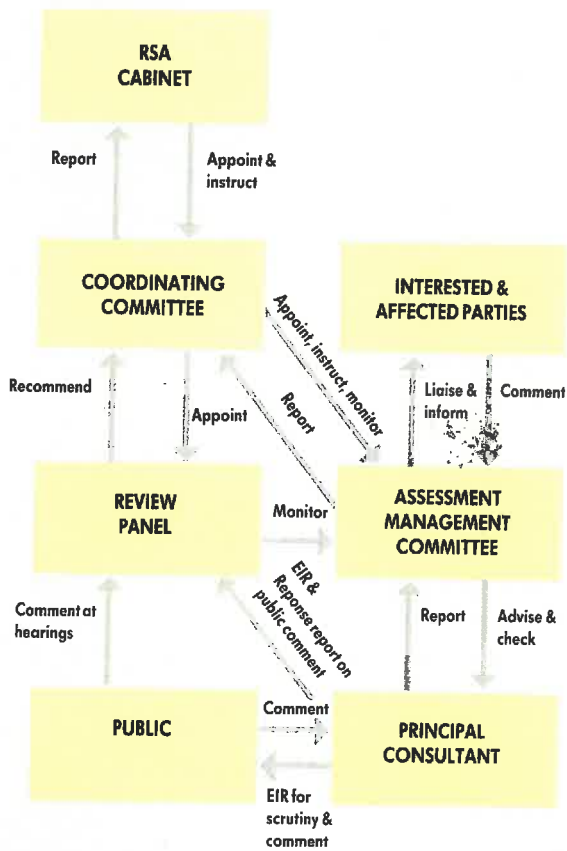 RSA
CABINET
Report
Appoint &
instruct
COORDINATING
COMMITTEE
INTERESTED &
AFFECTED PARTIES
Appoint, instruct, monitor
Recommend
Appoint
Report
Liaise &
inform
Comment
REVIEW
PANEL
Monitor
ASSESSMENT
MANAGEMENT
COMMITTEE
EIR &
Reponse report on
public comment
Comment at
hearings
Report
Advise &
check
PUBLIC
Comment
PRINCIPAL
CONSULTANT
EIR for
scrutiny &
comment